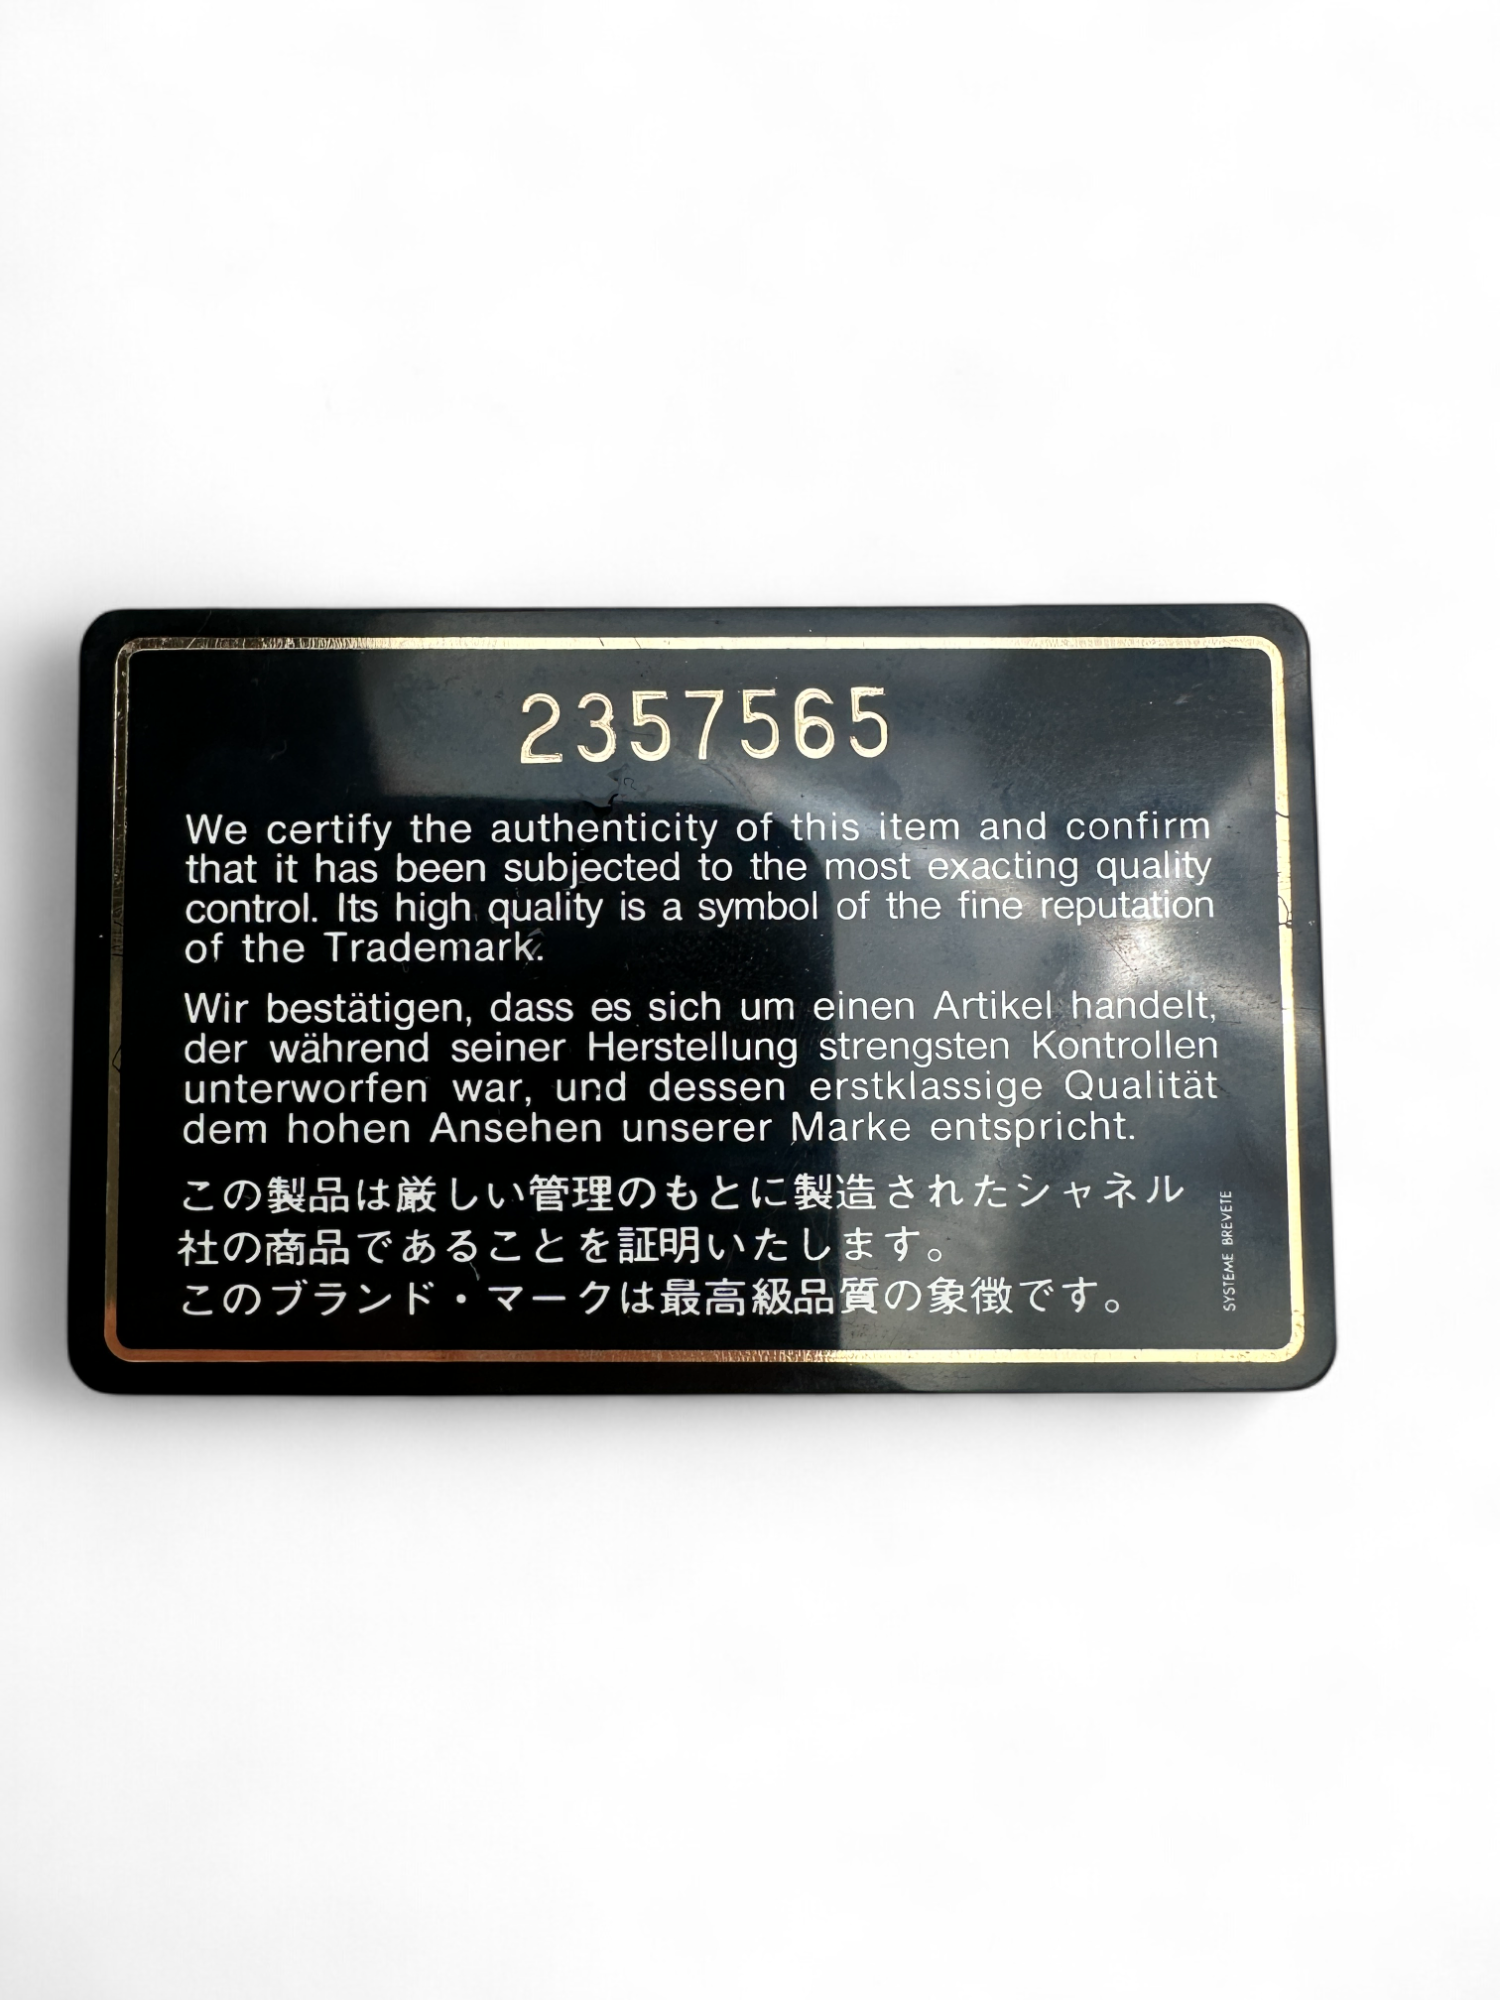 2357565
We certify the authenticity of this item and confirm
that it has been subjected to the most exacting quality
control. Its high quality is a symbol of the fine reputation
of the Trademark.
Wir bestätigen, dass es sich um einen Artikel handelt,
der während seiner Herstellung strengsten Kontrollen
unterworfen war, und dessen erstklassige Qualität
dem hohen Ansehen unserer Marke entspricht.
この製品は厳しい管理のもとに製造されたシャネル
社の商品であることを証明いたします。
このブランド・マークは最高級品質の象徴です。
SYSTEME BREVETE